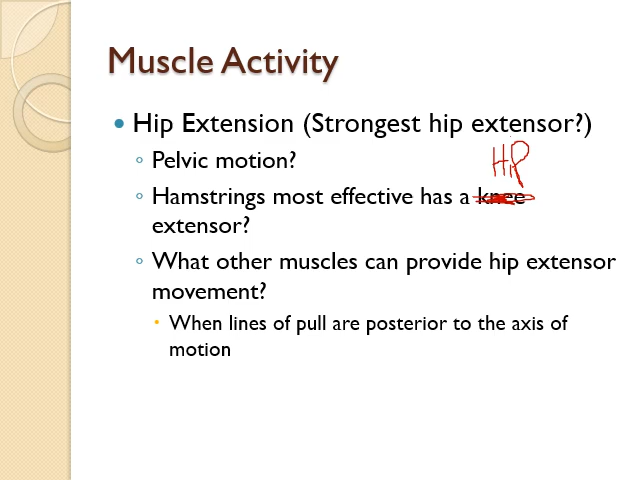 Muscle Activity
Hip Extension (Strongest hip extensor?)
Pelvic motion?
HIP
Hamstrings most effective has a knee
extensor?
What other muscles can provide hip extensor
movement?
When lines of pull are posterior to the axis of
motion